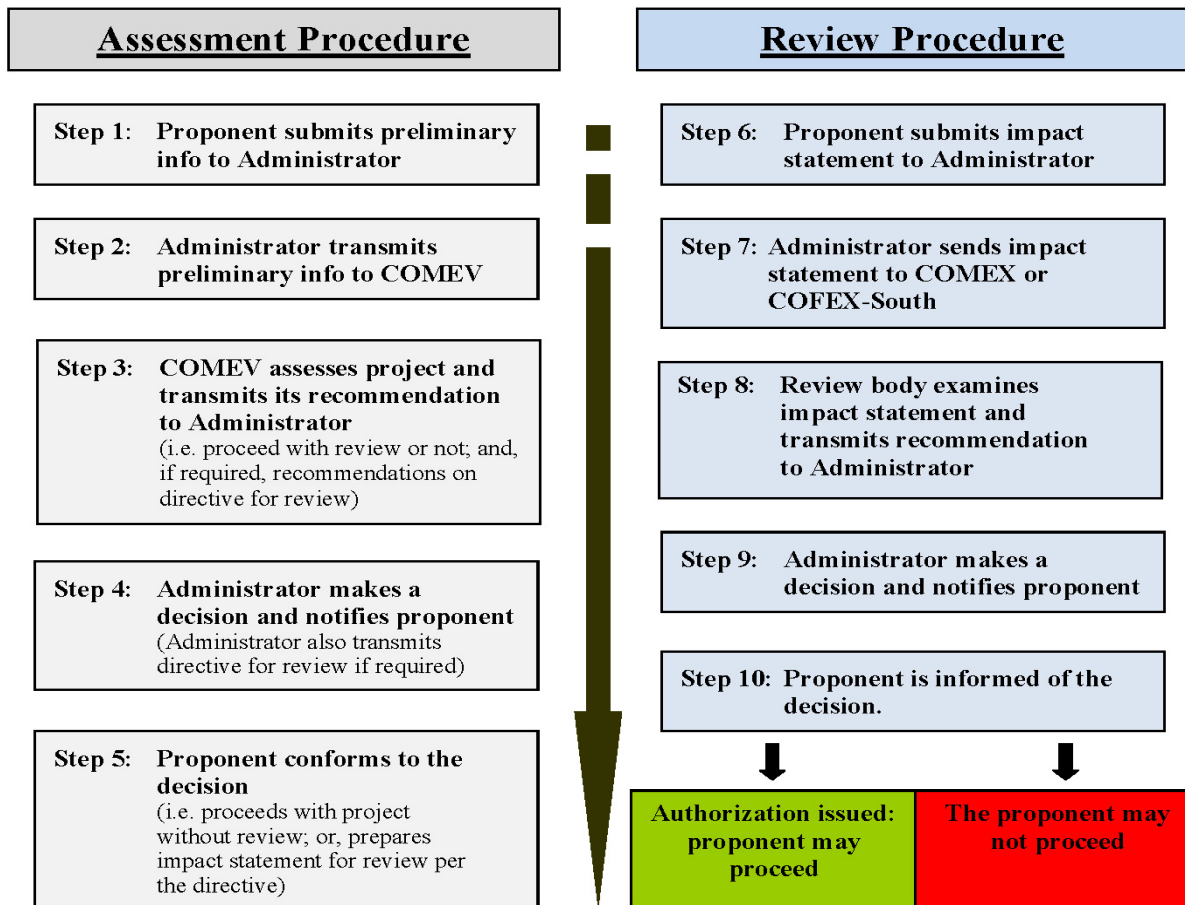 Assessment Procedure
Step 1: Proponent submits preliminary
info to Administrator
Step 2: Administrator transmits
preliminary info to COMEV
Step 3: COMEV assesses project and
transmits its recommendation
to Administrator
(i.e. proceed with review or not; and,
if required, recommendations on
directive for review)
Step 4: Administrator makes a
decision and notifies proponent
(Administrator also transmits
directive for review if required)
Step 5: Proponent conforms to the
decision
(i.e. proceeds with project
without review; or, prepares
impact statement for review per
the directive)
Review Procedure
Step 6: Proponent submits impact
statement to Administrator
Step 7: Administrator sends impact
statement to COMEX or
COFEX-South
Step 8: Review body examines
impact statement and
transmits recommendation
to Administrator
Step 9: Administrator makes a
decision and notifies proponent
Step 10: Proponent is informed of the
decision.
Authorization issued:
proponent may
proceed
The proponent may
not proceed